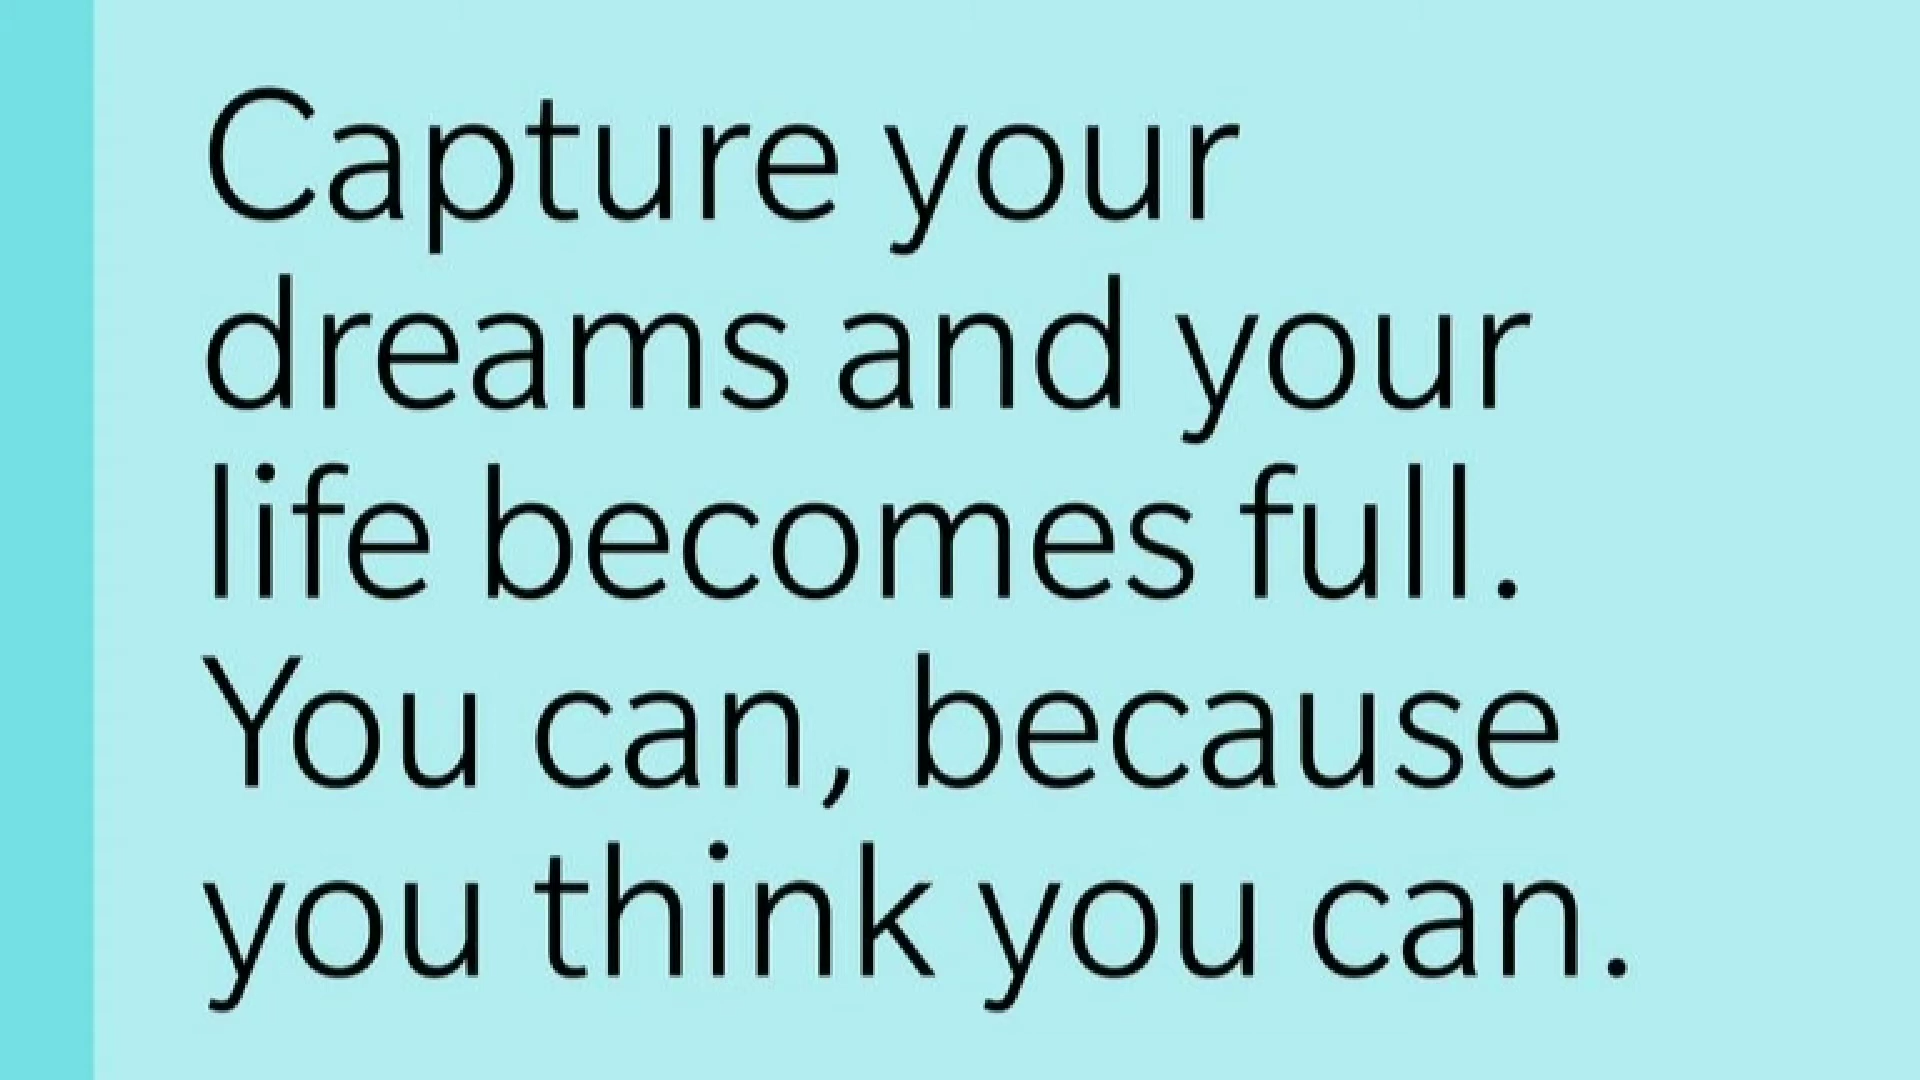 Capture your
dreams and your
life becomes full.
You can, because
you think you can.